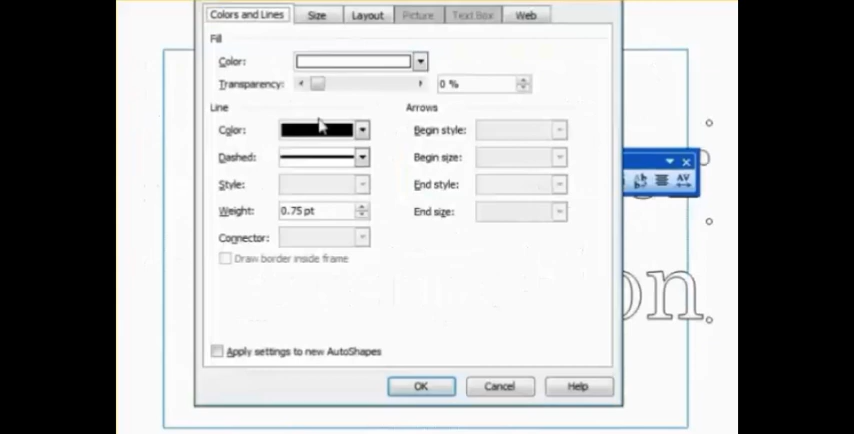 Colors and Lines Size Layout Picture Text Box Web
Fill
Color:
Transparency: 0 %
Line Arrows
Color: Begin style:
Dashed: Begin size:
Style: End style:
Weight: 0.75 pt End size:
Connector:
Draw border inside frame
on.
Apply settings to new AutoShapes
OK Cancel Help